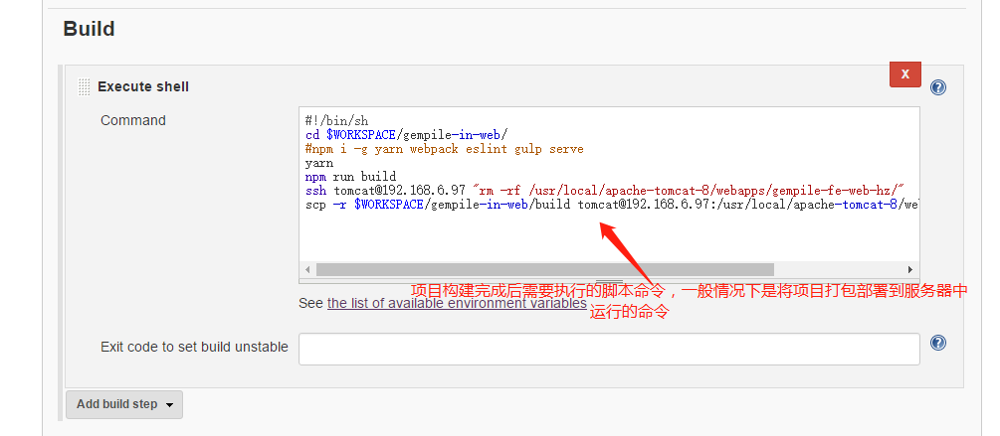 Build
X
Execute shell
Command
#!/bin/sh
cd $WORKSPACE/gempile-in-web/
#npm i -g yarn webpack eslint gulp serve
yarn
npm run build
ssh tomcat@192.168.6.97 "rm -rf /usr/local/apache-tomcat-8/webapps/gempile-fe-web-hz/"
scp -r $WORKSPACE/gempile-in-web/build tomcat@192.168.6.97:/usr/local/apache-tomcat-8/we
项目构建完成后需要执行的脚本命令，一般情况下是将项目打包部署到服务器中
运行的命令
See the list of available environment variables
Exit code to set build unstable
Add build step